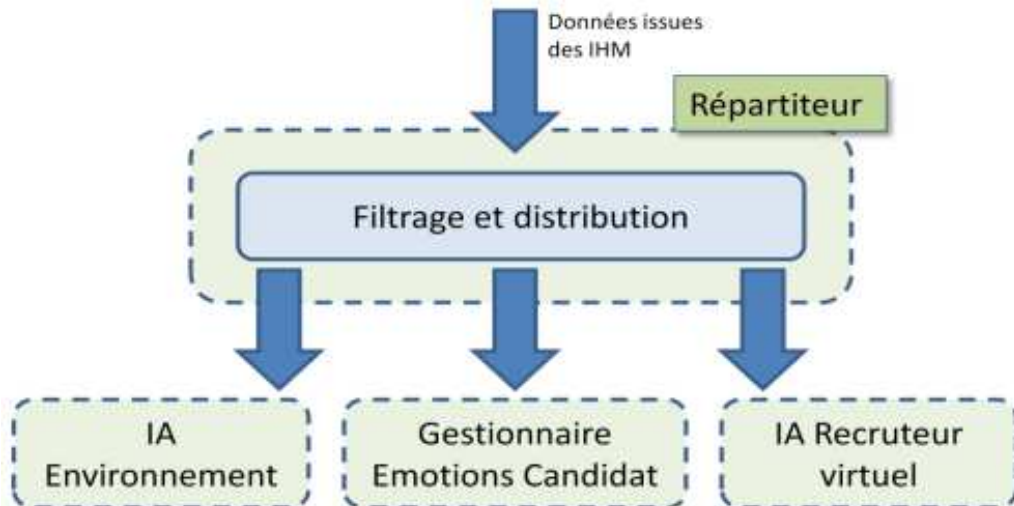 Données issues
des IHM
Répartiteur
Filtrage et distribution
IA
Environnement
Gestionnaire
Emotions Candidat
IA Recruteur
virtuel